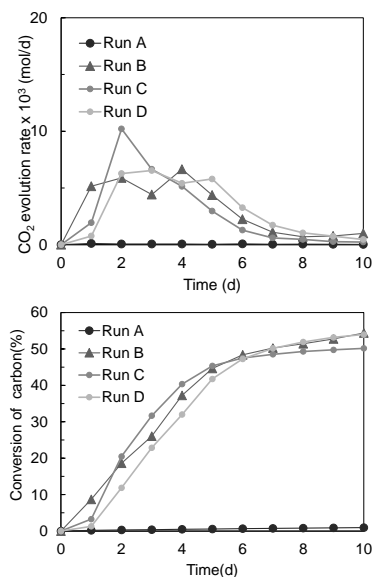 20
10
0
CO₂ evolution rate x 10³ (mol/d)
Run A
Run B
Run C
Run D
0 2 4 6 8 10
Time (d)
60
50
40
30
20
10
0
Conversion of carbon(%)
Run A
Run B
Run C
Run D
0 2 4 6 8 10
Time(d)